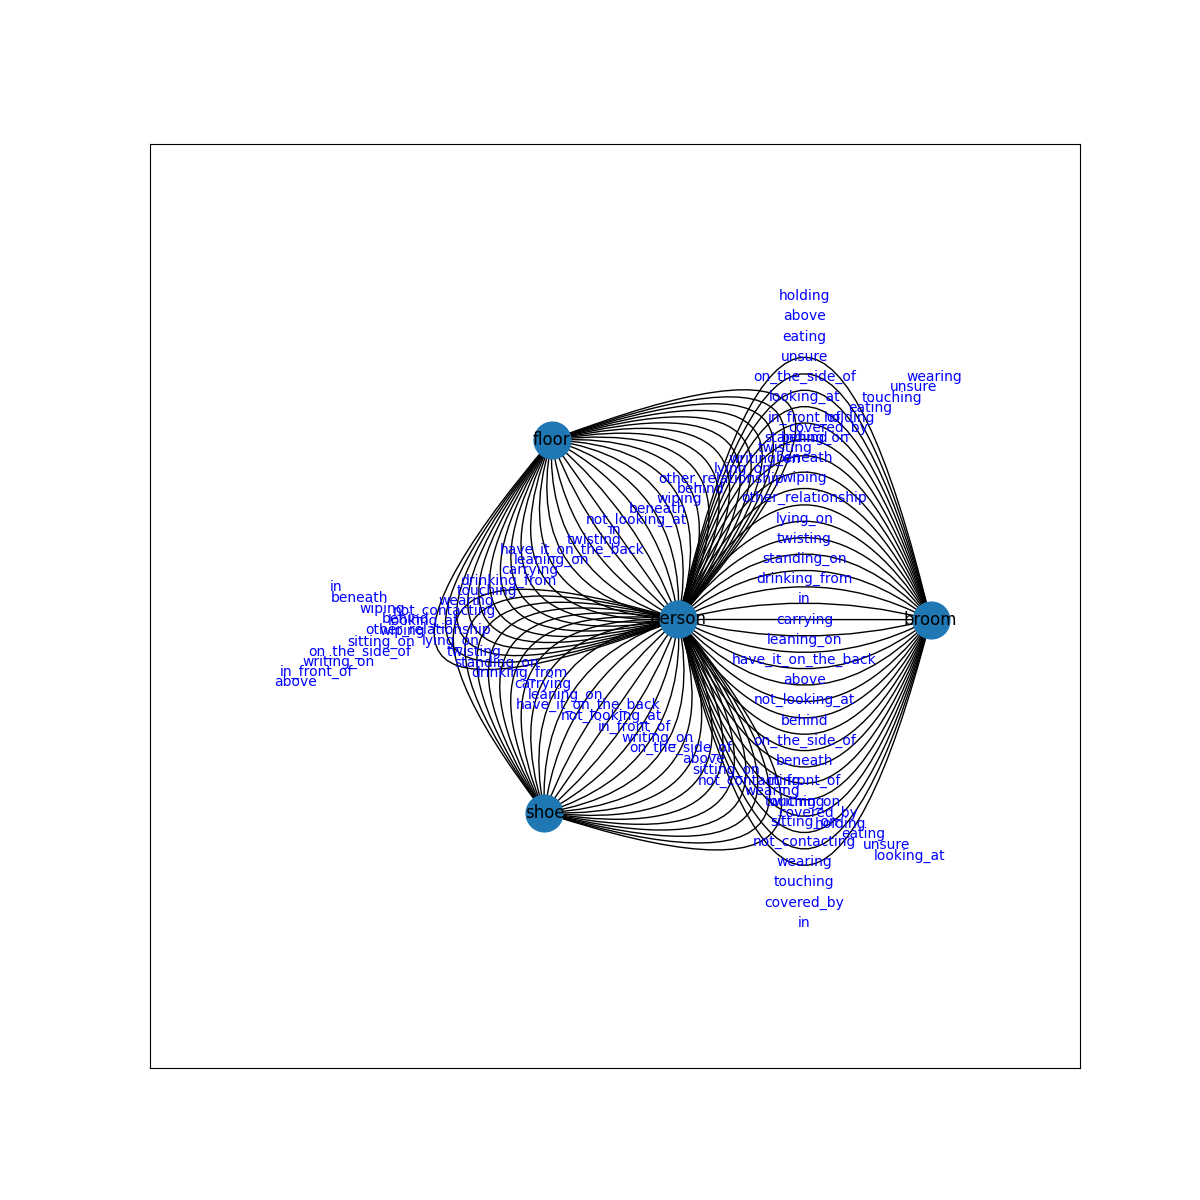 holding
above
eating
unsure
on_the_side_of
wearing
unsure
looking_at
touching
eating
in_front_of
holding
covered_by
standing_on
behind
floor
twisting
writing_on
beneath
lying_on
other_relationship
wiping
behind
wiping
other_relationship
beneath
not_looking_at
lying_on
in
twisting
twisting
have_it_on_the_back
leaning_on
standing_on
carrying
drinking_from
drinking_from
in
touching
beneath
wearing
in
wiping
not_contacting
behind
looking_at
person
carrying
broom
other_relationship
wiping
sitting_on
lying_on
leaning_on
on_the_side_of
twisting
writing_on
standing_on
have_it_on_the_back
in_front_of
drinking_from
above
carrying
above
leaning_on
not_looking_at
have_it_on_the_back
not_looking_at
behind
in_front_of
writing_on
on_the_side_of
on_the_side_of
above
beneath
sitting_on
not_contacting
in_front_of
wearing
touching
writing_on
shoe
covered_by
sitting_on
holding
eating
not_contacting
unsure
looking_at
wearing
touching
covered_by
in